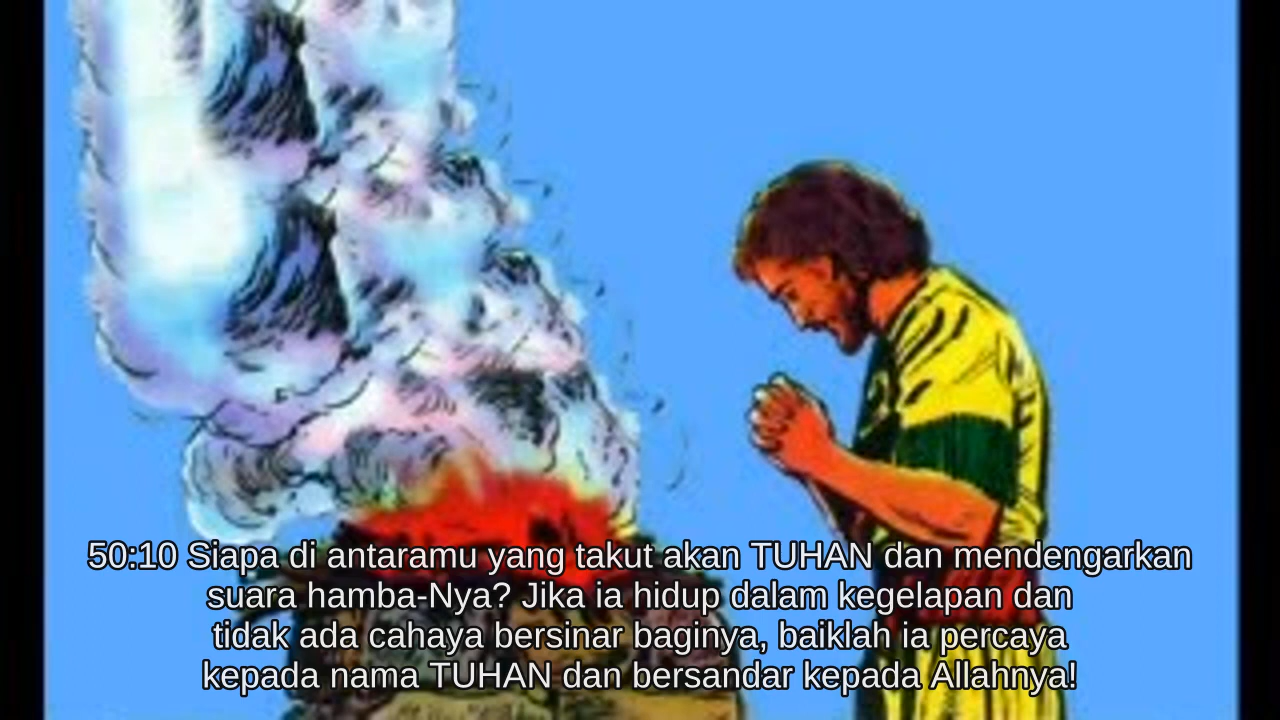 50:10 Siapa di antaramu yang takut akan TUHAN dan mendengarkan
suara hamba-Nya? Jika ia hidup dalam kegelapan dan
tidak ada cahaya bersinar baginya, baiklah ia percaya
kepada nama TUHAN dan bersandar kepada Allahnya!